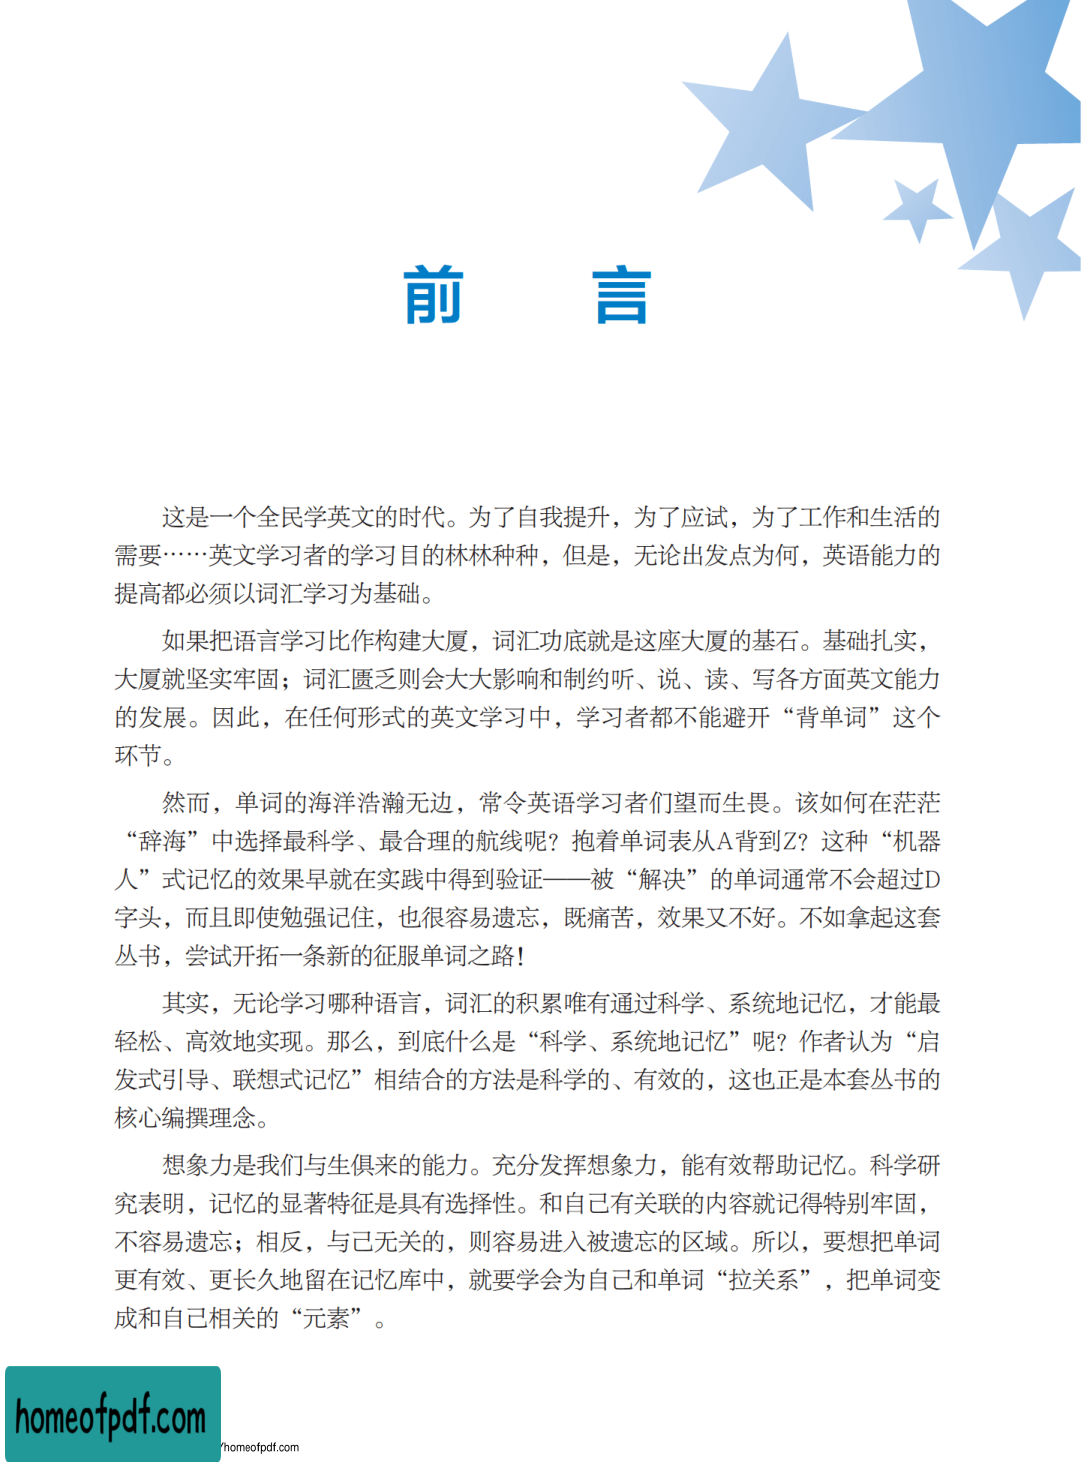 前 言
这是一个全民学英文的时代。为了自我提升，为了应试，为了工作和生活的
需要……英文学习者的学习目的林林种种，但是，无论出发点为何，英语能力的
提高都必须以词汇学习为基础。
如果把语言学习比作构建大厦，词汇功底就是这座大厦的基石。基础扎实，
大厦就坚实牢固；词汇匮乏则会大大影响和制约听、说、读、写各方面英文能力
的发展。因此，在任何形式的英文学习中，学习者都不能避开“背单词”这个
环节。
然而，单词的海洋浩瀚无边，常令英语学习者们望而生畏。该如何在茫茫
“辞海”中选择最科学、最合理的航线呢？抱着单词表从A背到Z？这种“机器
人”式记忆的效果早就在实践中得到验证——被“解决”的单词通常不会超过D
字头，而且即使勉强记住，也很容易遗忘，既痛苦，效果又不好。不如拿起这套
丛书，尝试开拓一条新的征服单词之路！
其实，无论学习哪种语言，词汇的积累唯有通过科学、系统地记忆，才能最
轻松、高效地实现。那么，到底什么是“科学、系统地记忆”呢？作者认为“启
发式引导、联想式记忆”相结合的方法是科学的、有效的，这也正是本套丛书的
核心编撰理念。
想象力是我们与生俱来的能力。充分发挥想象力，能有效帮助记忆。科学研
究表明，记忆的显著特征是具有选择性。和自己有关联的内容就记得特别牢固，
不容易遗忘；相反，与己无关的，则容易进入被遗忘的区域。所以，要想把单词
更有效、更长久地留在记忆库中，就要学会为自己和单词“拉关系”，把单词变
成和自己相关的“元素”。
homeofpdf.com
/homeofpdf.com